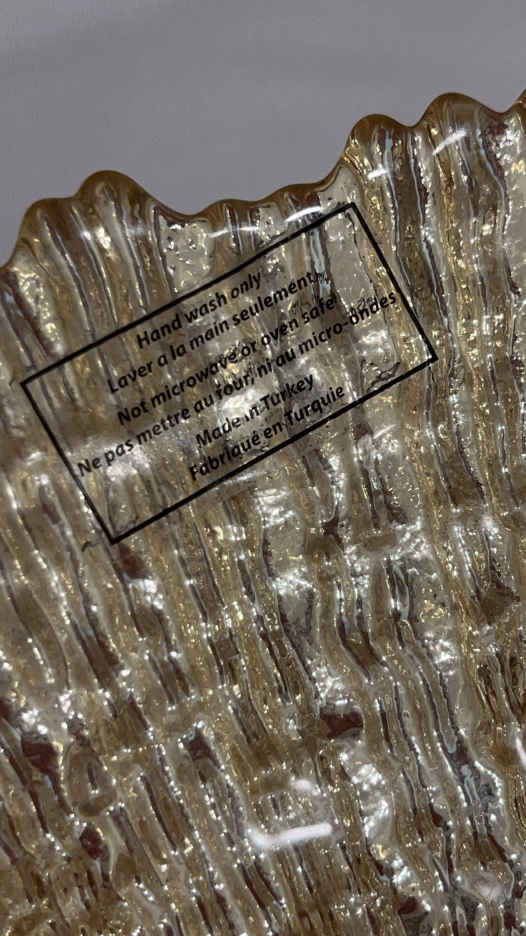 Hand wash only
Laver a la main seulement
Not microwave or oven safe
Ne pas mettre au four, ni au micro-ondes
Made in Turkey
Fabriqué en Turquie